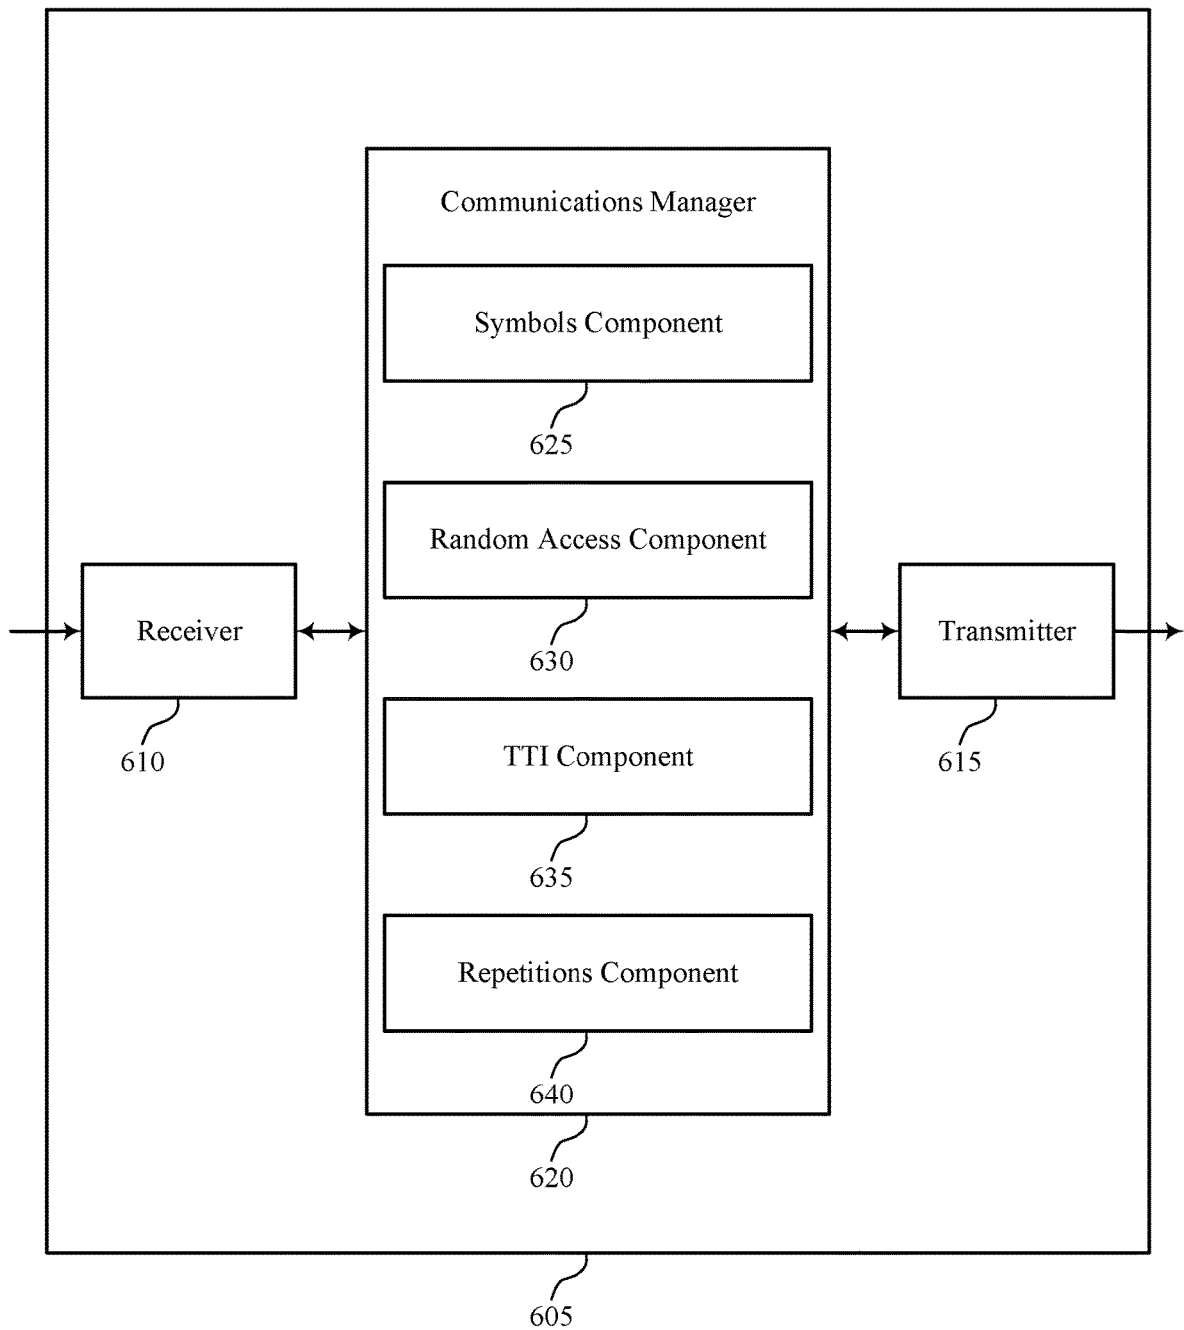 Communications Manager
Symbols Component
625
Random Access Component
630
Receiver
610
Transmitter
615
TTI Component
635
Repetitions Component
640
620
605